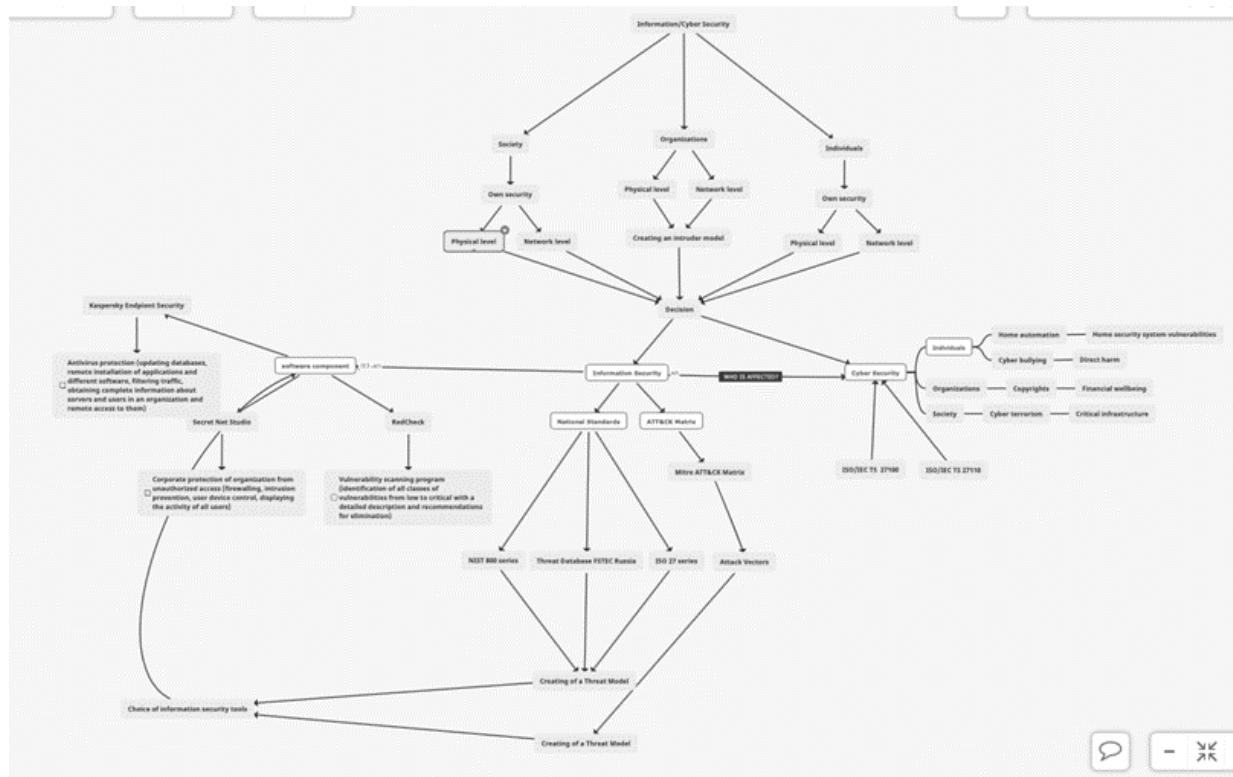 Information/Cyber Security
Society
Organizations
Individuals
Own security
Physical level
Network level
Own security
Physical level
Network level
Creating an intruder model
Physical level
Network level
Decision
Kaspersky Endpient Security
Antivirus protection (updating databases,
remote installation of applications and
different software, filtering traffic,
obtaining complete information about
servers and users in an organization and
remote access to them)
software component
Information Security
WHO IS AFFECTED?
Cyber Security
Individuals
Home automation
Home security system vulnerabilities
Cyber bullying
Direct harm
Organizations
Copyrights
Financial wellbeing
Society
Cyber terrorism
Critical infrastructure
Secret Net Studio
RedCheck
National Standards
ATT&CK Matrix
Mitre ATT&CK Matrix
ISO/IEC TS 27100
ISO/IEC TS 27110
Corporate protection of organization from
unauthorized access (firewalling, intrusion
prevention, user device control, displaying
the activity of all users)
Vulnerability scanning program
(identification of all classes of
vulnerabilities from low to critical with a
detailed description and recommendations
for elimination)
NIST 800 series
Threat Database FSTEC Russia
ISO 27 series
Attack Vectors
Creating of a Threat Model
Choice of information security tools
Creating of a Threat Model